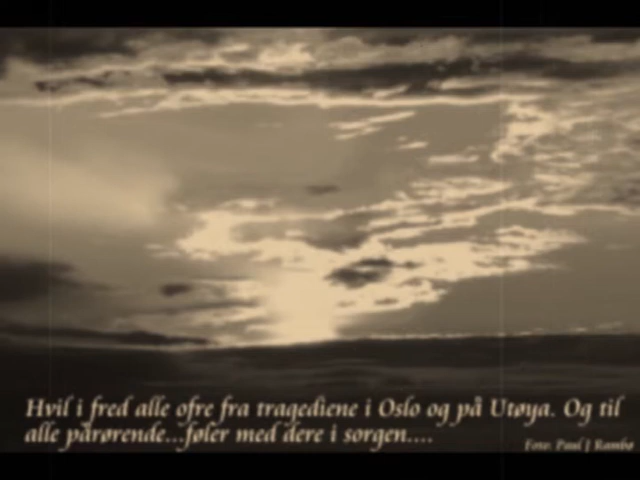 Hvil i fred alle ofre fra tragediene i Oslo og på Utøya. Og til
alle pårørende...føler med dere i sorgen....
Foto: Paul J Rambø